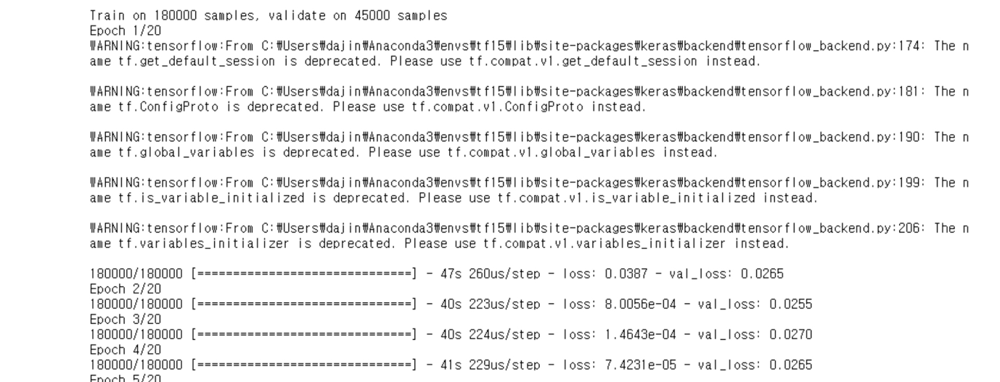 Train on 180000 samples, validate on 45000 samples
Epoch 1/20
WARNING:tensorflow:From C:₩Users₩dajin₩Anaconda3₩envs₩tf15₩lib₩site-packages₩keras₩backend₩tensorflow_backend.py:174: The n
ame tf.get_default_session is deprecated. Please use tf.compat.v1.get_default_session instead.

WARNING:tensorflow:From C:₩Users₩dajin₩Anaconda3₩envs₩tf15₩lib₩site-packages₩keras₩backend₩tensorflow_backend.py:181: The n
ame tf.ConfigProto is deprecated. Please use tf.compat.v1.ConfigProto instead.

WARNING:tensorflow:From C:₩Users₩dajin₩Anaconda3₩envs₩tf15₩lib₩site-packages₩keras₩backend₩tensorflow_backend.py:190: The n
ame tf.global_variables is deprecated. Please use tf.compat.v1.global_variables instead.

WARNING:tensorflow:From C:₩Users₩dajin₩Anaconda3₩envs₩tf15₩lib₩site-packages₩keras₩backend₩tensorflow_backend.py:199: The n
ame tf.is_variable_initialized is deprecated. Please use tf.compat.v1.is_variable_initialized instead.

WARNING:tensorflow:From C:₩Users₩dajin₩Anaconda3₩envs₩tf15₩lib₩site-packages₩keras₩backend₩tensorflow_backend.py:206: The n
ame tf.variables_initializer is deprecated. Please use tf.compat.v1.variables_initializer instead.

180000/180000 [==============================] - 47s 260us/step - loss: 0.0387 - val_loss: 0.0265
Epoch 2/20
180000/180000 [==============================] - 40s 223us/step - loss: 8.0056e-04 - val_loss: 0.0255
Epoch 3/20
180000/180000 [==============================] - 40s 224us/step - loss: 1.4643e-04 - val_loss: 0.0270
Epoch 4/20
180000/180000 [==============================] - 41s 229us/step - loss: 7.4231e-05 - val_loss: 0.0265
Epoch 5/20